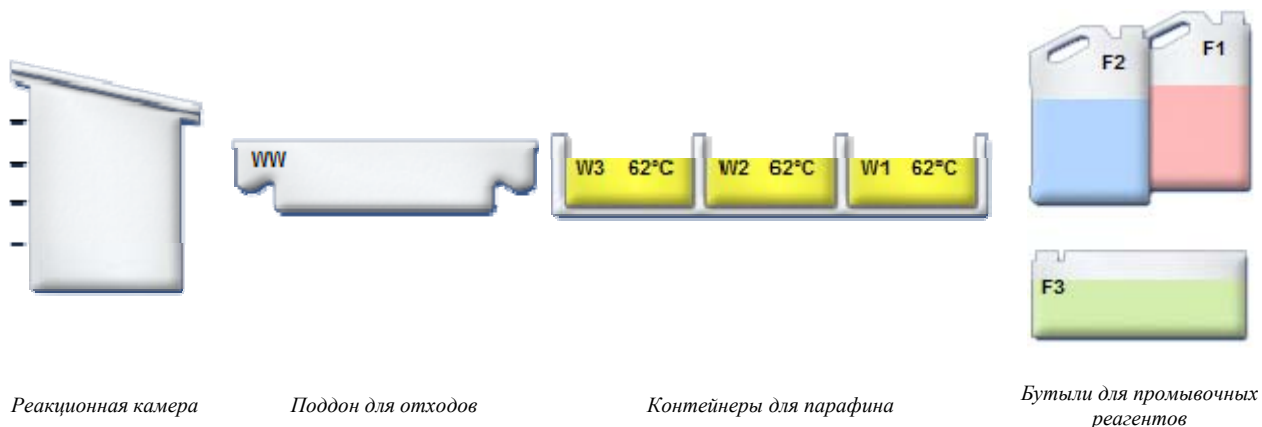 F1
F2
WW
W3 62°C W2 62°C W1 62°C
F3
Реакционная камера
Поддон для отходов
Контейнеры для парафина
Бутыли для промывочных
реагентов